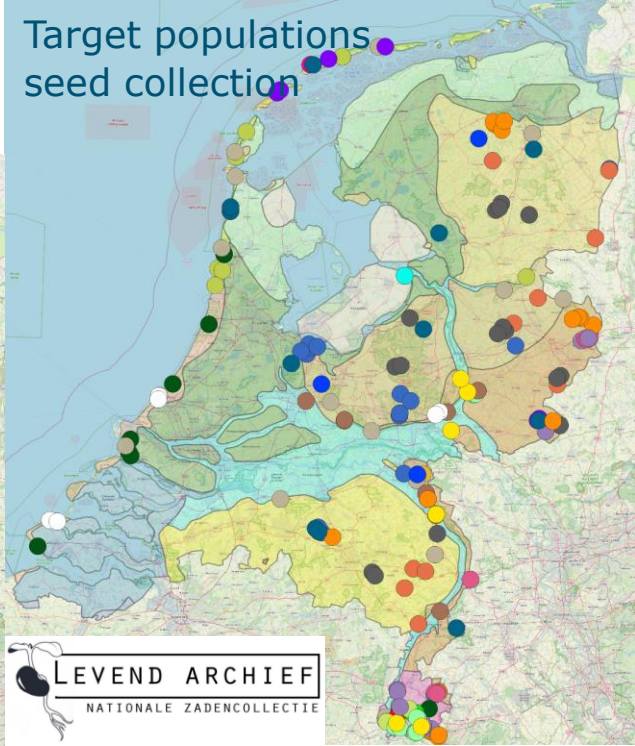 Target populations
seed collection
LEVEND ARCHIEF
NATIONALE ZADENCOLLECTIE